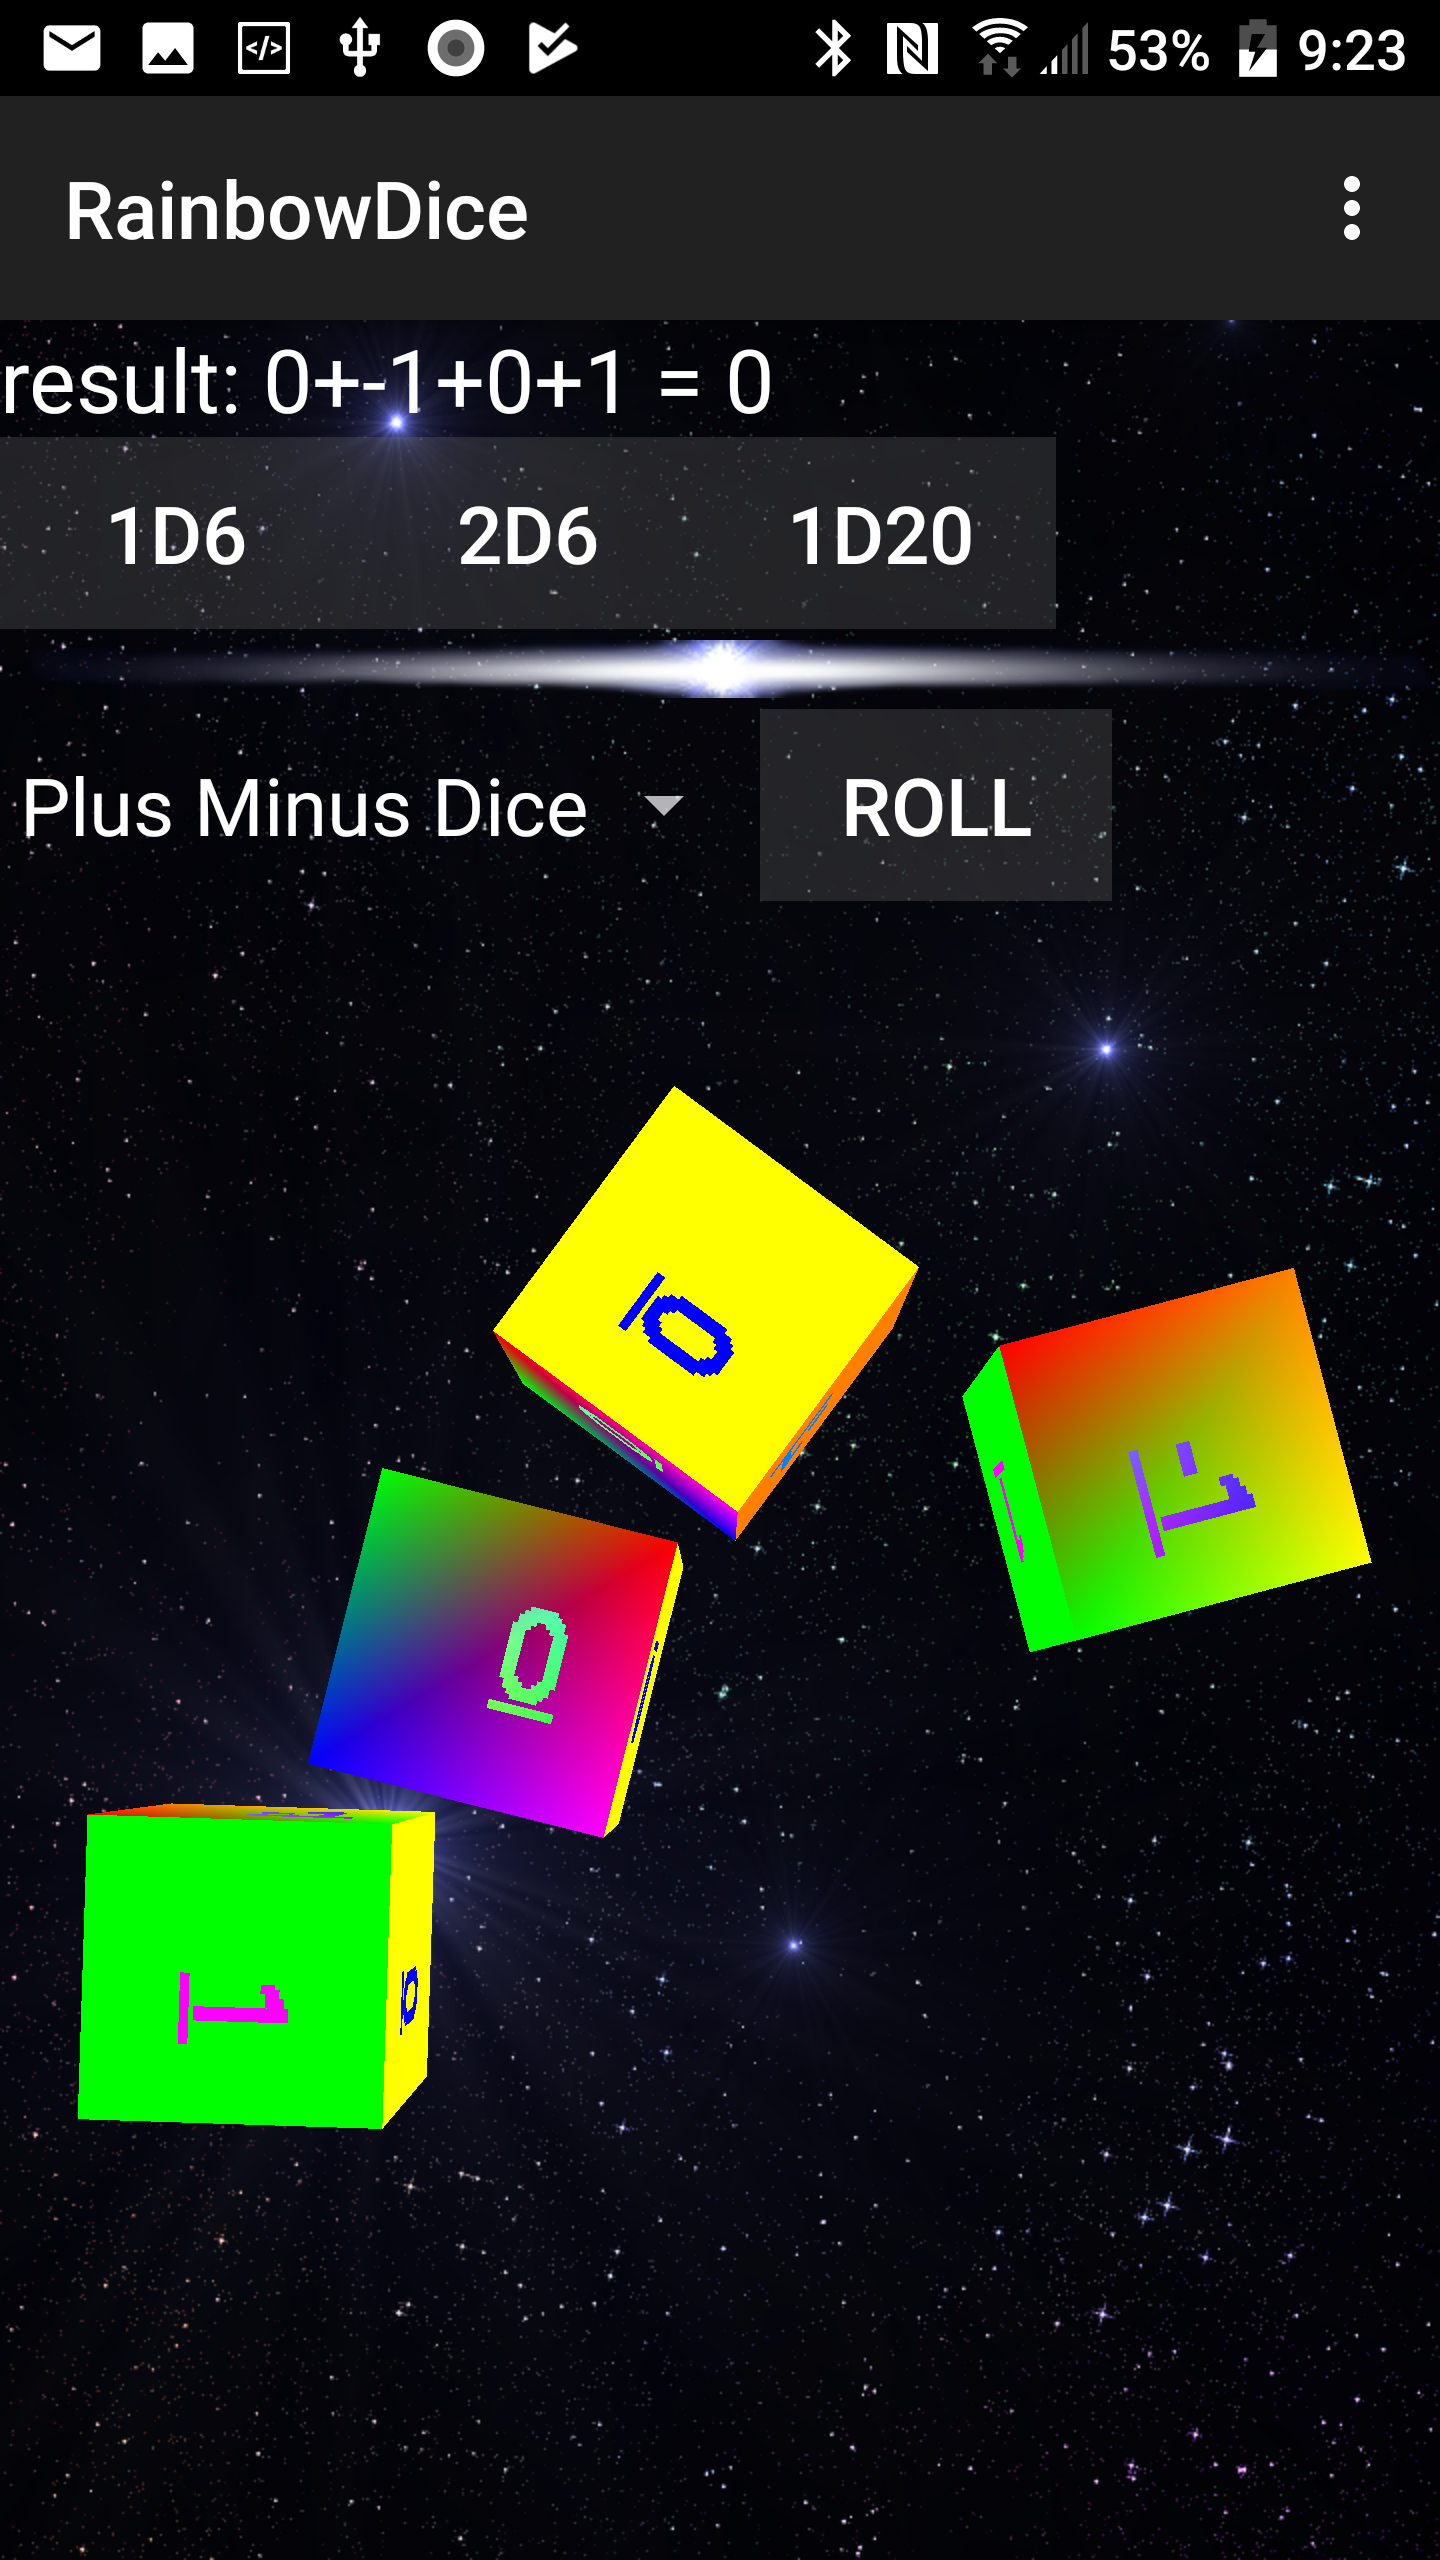 53% 9:23
RainbowDice
result: 0+-1+0+1 = 0
1D6 2D6 1D20
Plus Minus Dice ROLL
0
-1
0
1
0